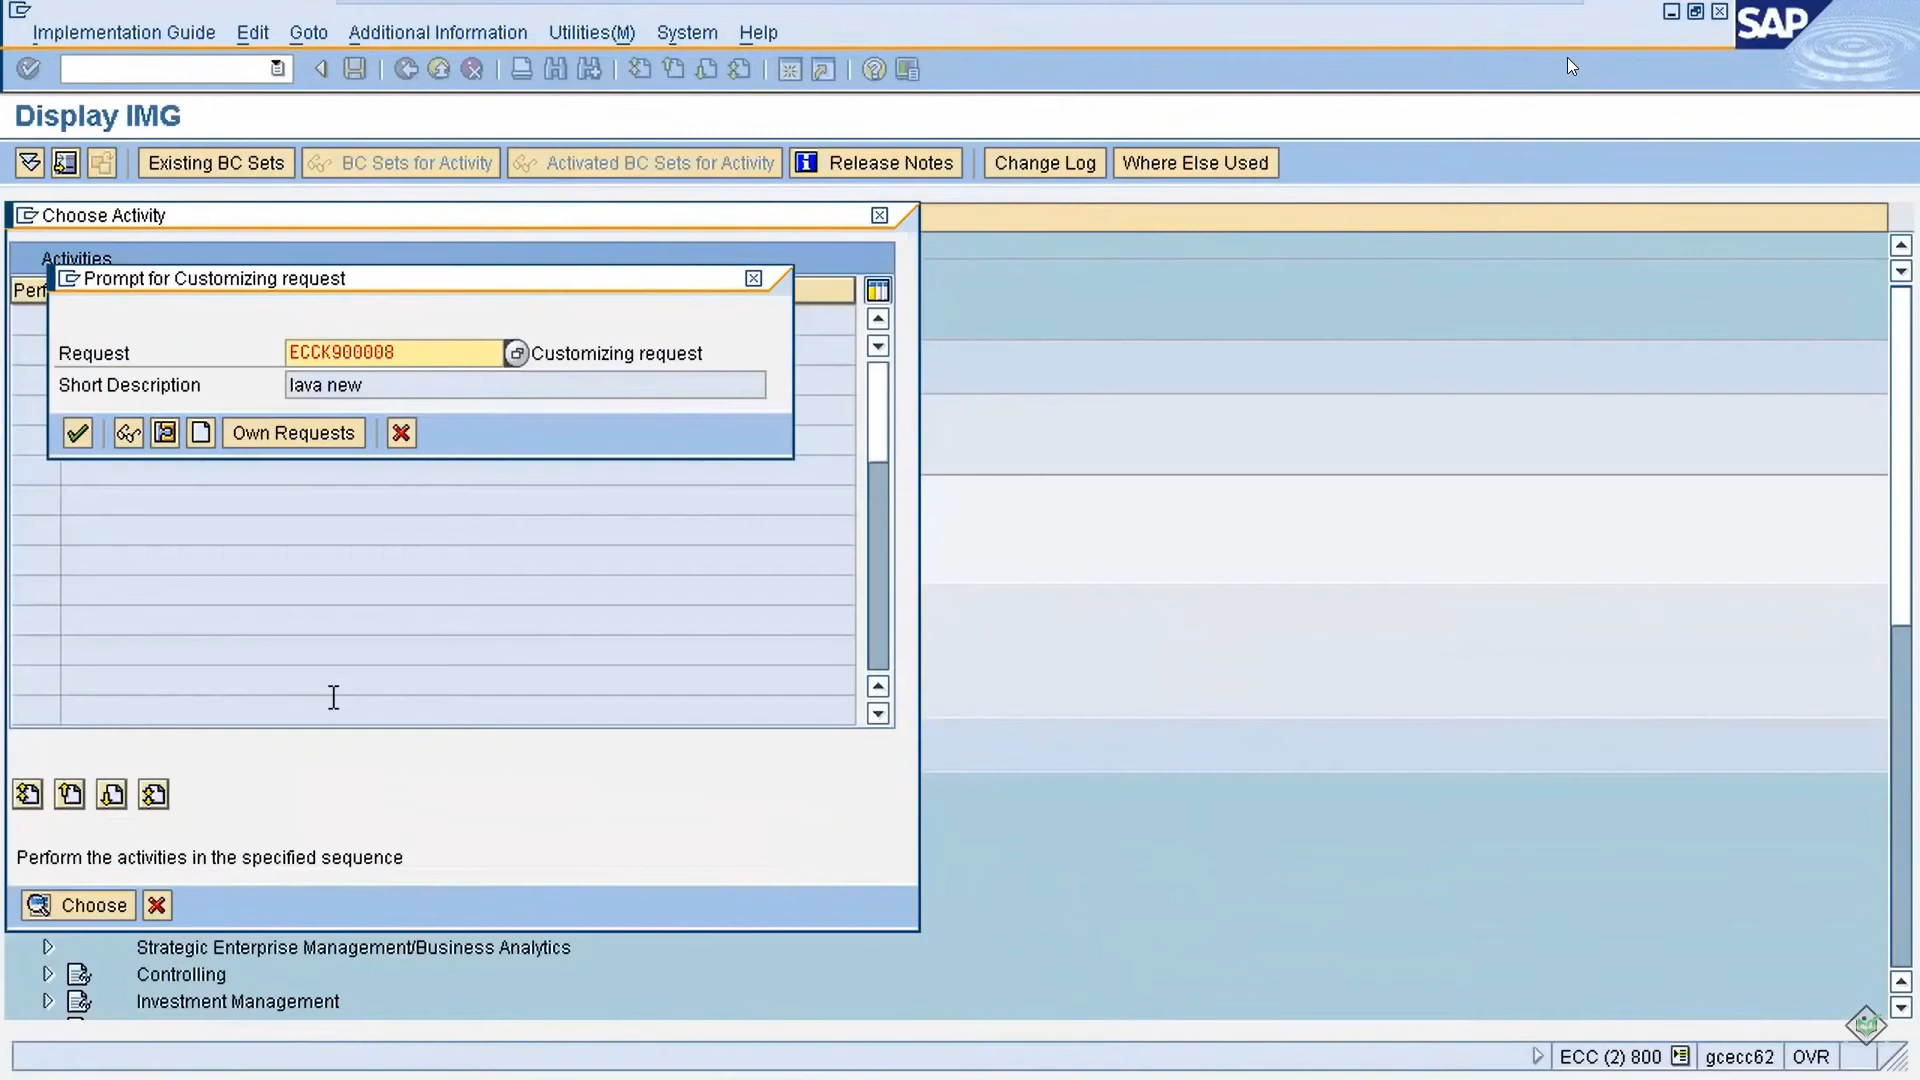 Implementation Guide Edit Goto Additional Information Utilities(M) System Help
SAP
Display IMG
Existing BC Sets BC Sets for Activity Activated BC Sets for Activity Release Notes Change Log Where Else Used
Choose Activity
Activities
Prompt for Customizing request
Perf
Request ECCK900008 Customizing request
Short Description lava new
Own Requests
Perform the activities in the specified sequence
Choose
Strategic Enterprise Management/Business Analytics
Controlling
Investment Management
ECC (2) 800 gcecc62 OVR